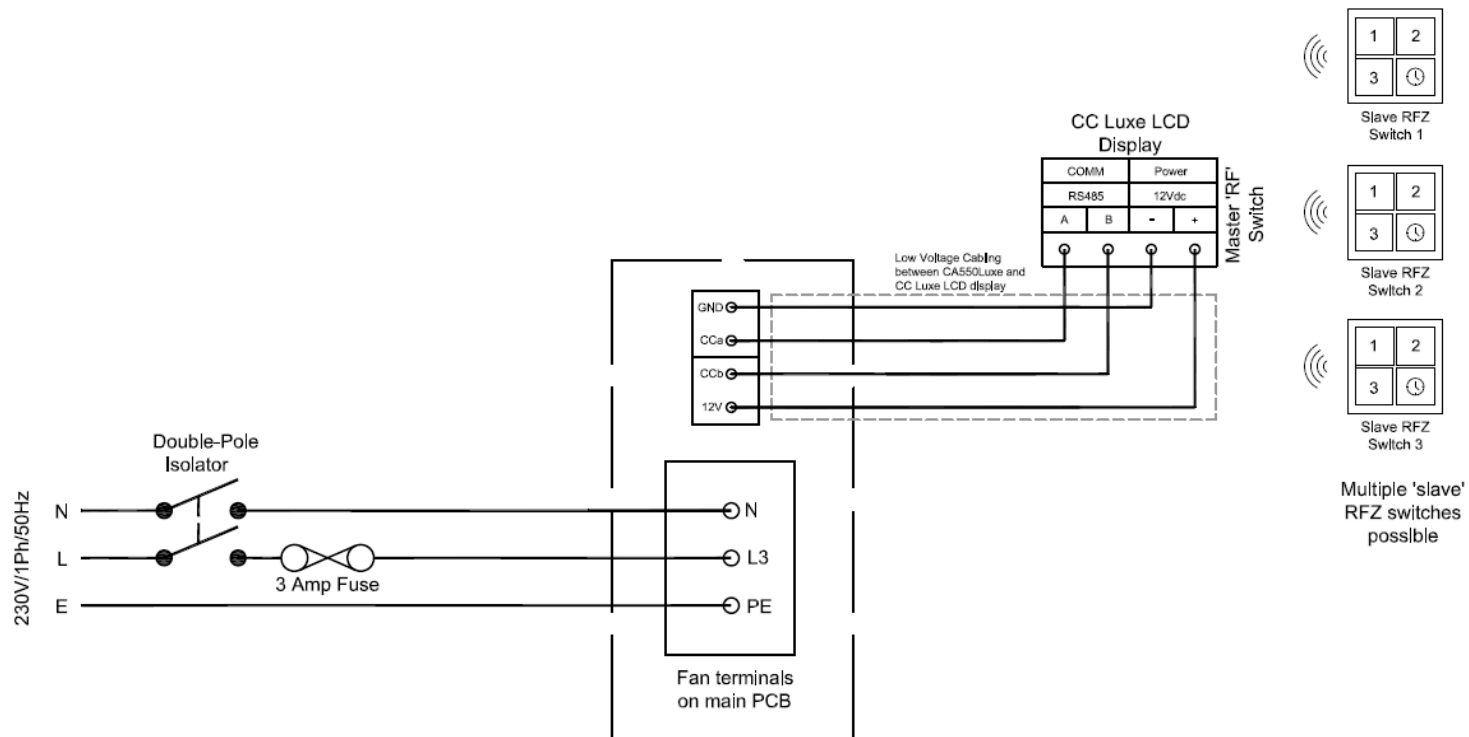 1 2
3
Slave RFZ
Switch 1
CC Luxe LCD
Display
COMM Power
RS485 12Vdc
A B - +
Master 'RF'
Switch
1 2
3
Slave RFZ
Switch 2
Low Voltage Cabling
between CA550Luxe and
CC Luxe LCD display
GND
CCa
CCb
12V
1 2
3
Slave RFZ
Switch 3
Multiple 'slave'
RFZ switches
possible
Double-Pole
Isolator
230V/1Ph/50Hz
N N
L L3
3 Amp Fuse
E PE
Fan terminals
on main PCB